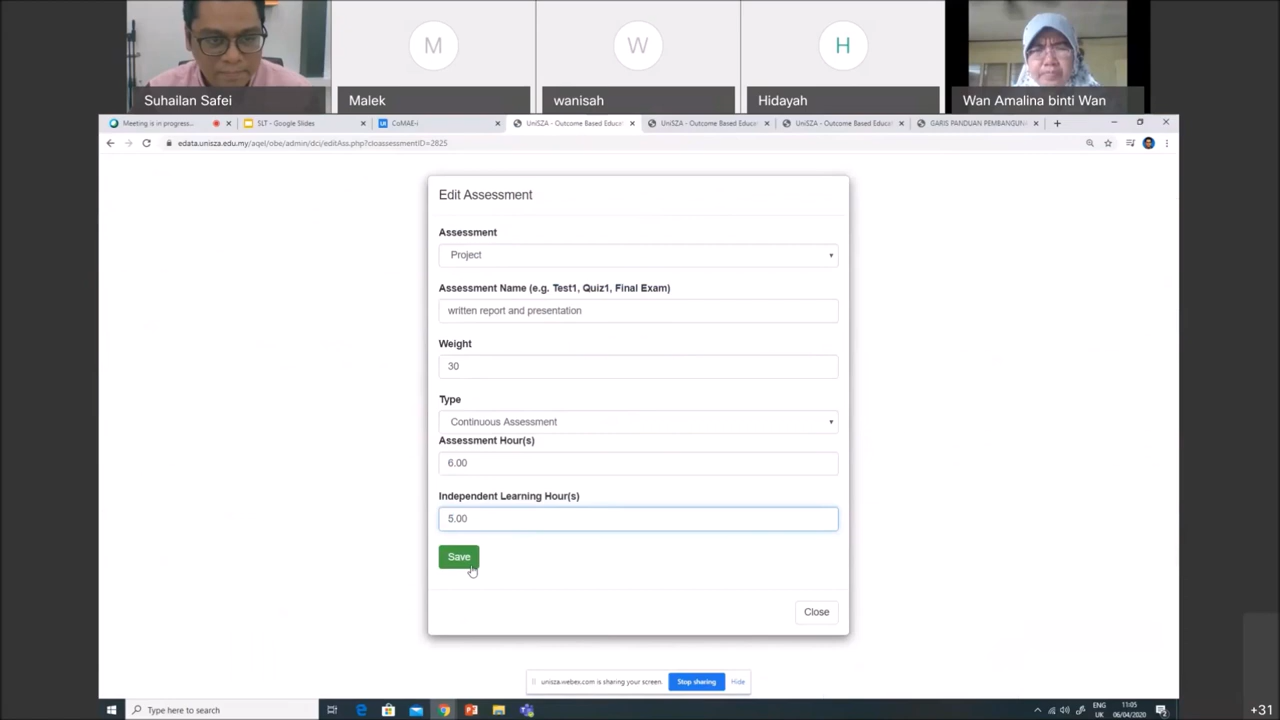 M
W
H
Suhailan Safei
Malek
wanisah
Hidayah
Wan Amalina binti Wan
Meeting is in progress...
SLT - Google Slides
CoMAE-i
UniSZA - Outcome Based Educat
UniSZA - Outcome Based Educat
UniSZA - Outcome Based Educat
GARIS PANDUAN PEMBANGUN
edata.unisza.edu.my/aqel/obe/admin/dci/editAss.php?cloassessmentID=2825
Edit Assessment
Assessment
Project
Assessment Name (e.g. Test1, Quiz1, Final Exam)
written report and presentation
Weight
30
Type
Continuous Assessment
Assessment Hour(s)
6.00
Independent Learning Hour(s)
5.00
Save
Close
unisza.webex.com is sharing your screen.
Stop sharing
Hide
Type here to search
ENG
UK
11:05
06/04/2020
2
+31